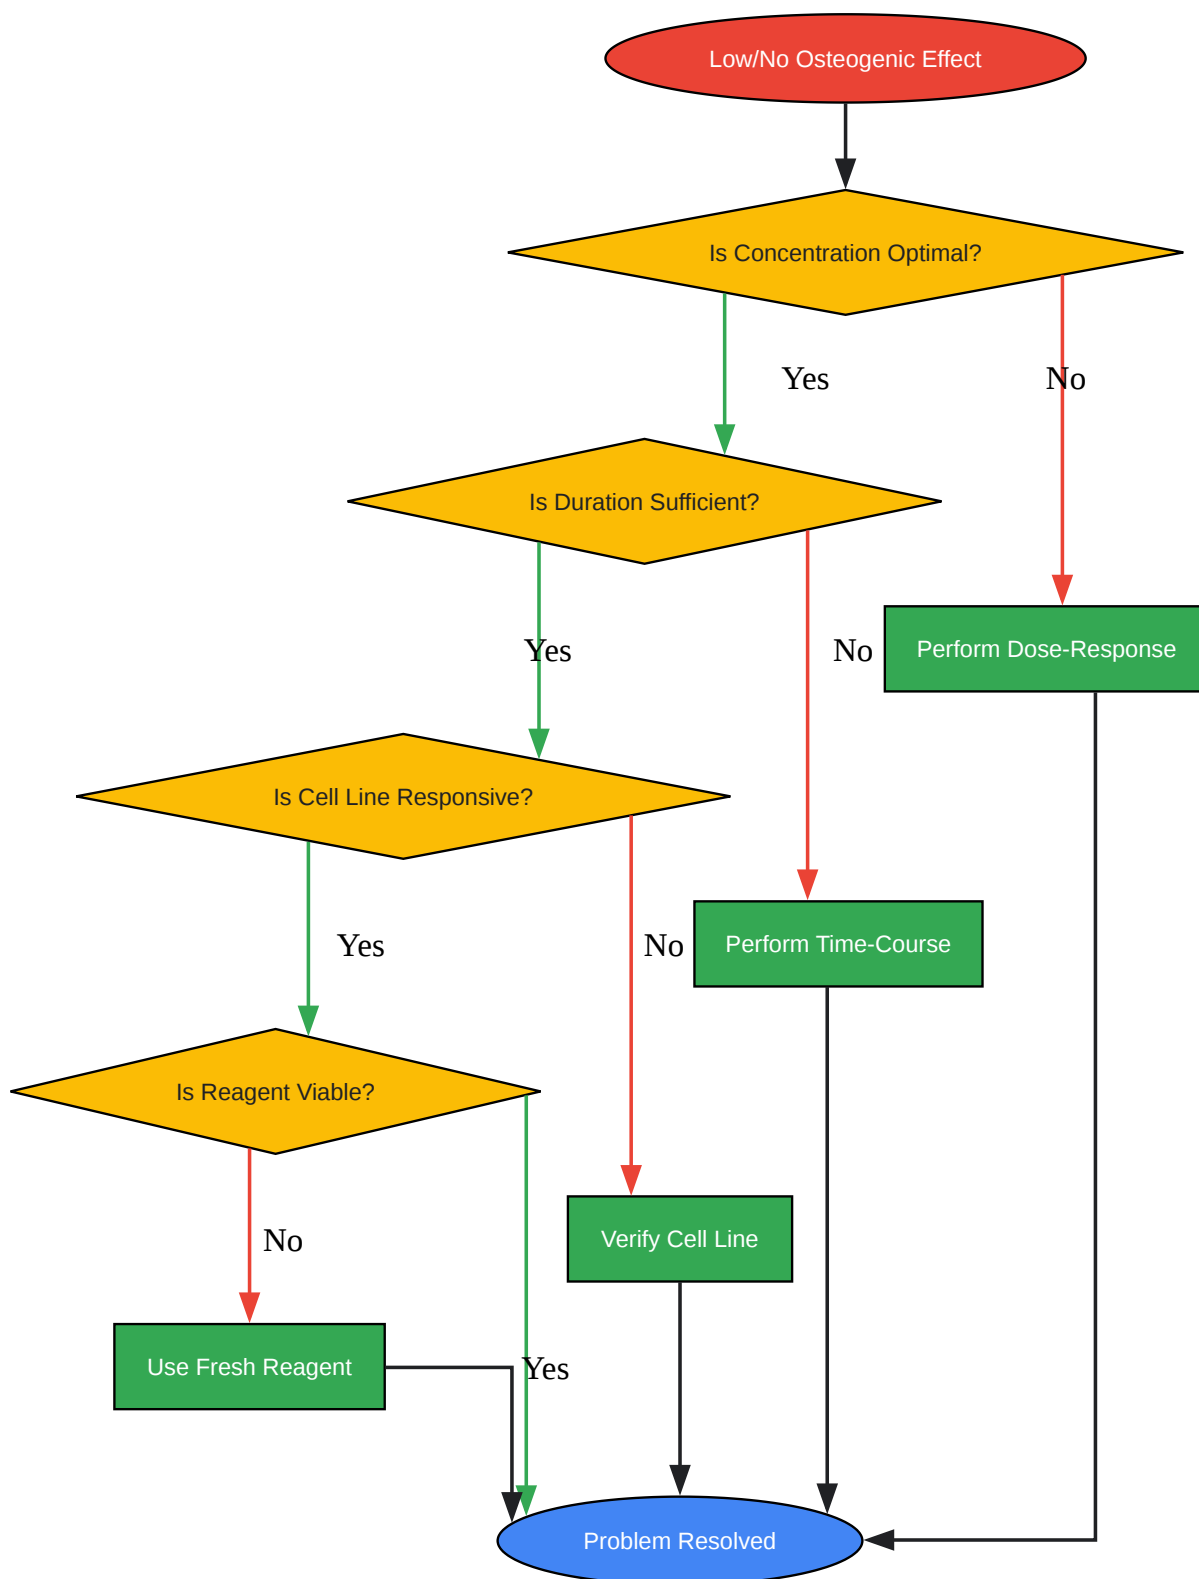 Low/No Osteogenic Effect
Is Concentration Optimal?
Yes
No
Is Duration Sufficient?
Yes
No
Perform Dose-Response
Is Cell Line Responsive?
Yes
No
Perform Time-Course
Is Reagent Viable?
No
Verify Cell Line
Use Fresh Reagent
Yes
Problem Resolved